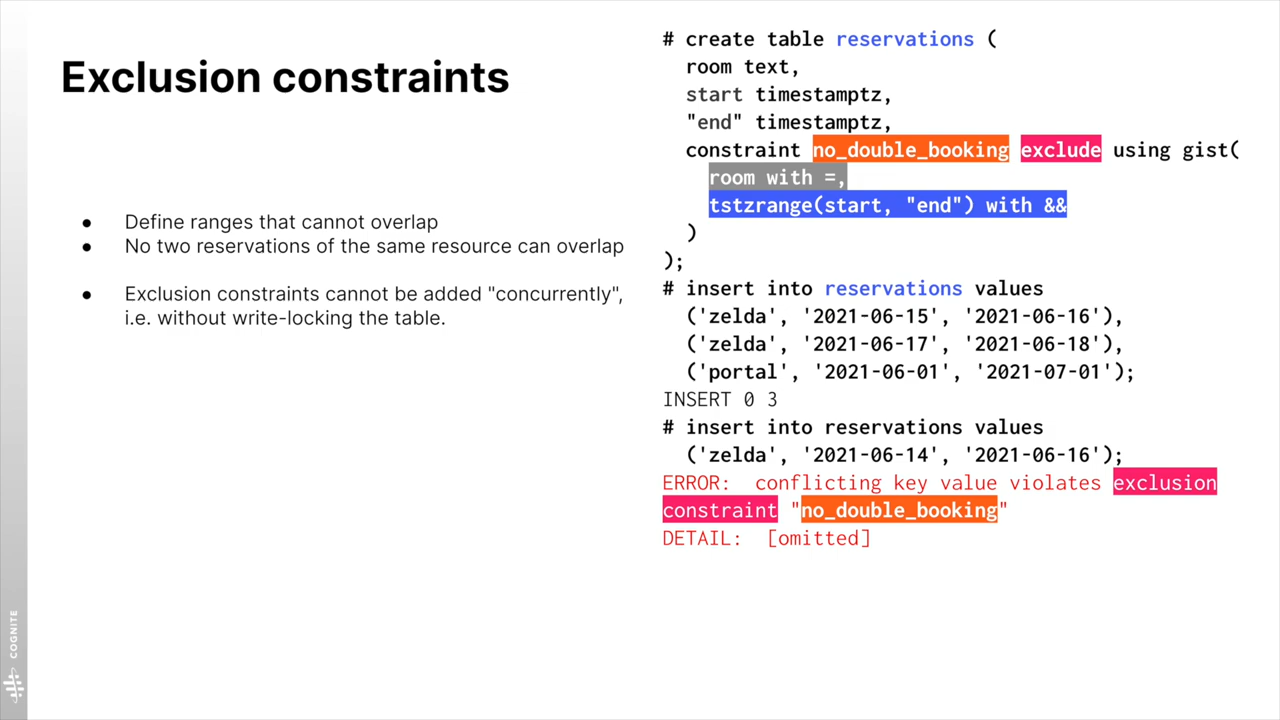 Exclusion constraints
● Define ranges that cannot overlap
● No two reservations of the same resource can overlap
● Exclusion constraints cannot be added "concurrently",
i.e. without write-locking the table.
# create table reservations (
room text,
start timestamptz,
"end" timestamptz,
constraint no_double_booking exclude using gist(
room with =,
tstzrange(start, "end") with &&
)
);
# insert into reservations values
('zelda', '2021-06-15', '2021-06-16'),
('zelda', '2021-06-17', '2021-06-18'),
('portal', '2021-06-01', '2021-07-01');
INSERT 0 3
# insert into reservations values
('zelda', '2021-06-14', '2021-06-16');
ERROR: conflicting key value violates exclusion
constraint "no_double_booking"
DETAIL: [omitted]
COGNITE